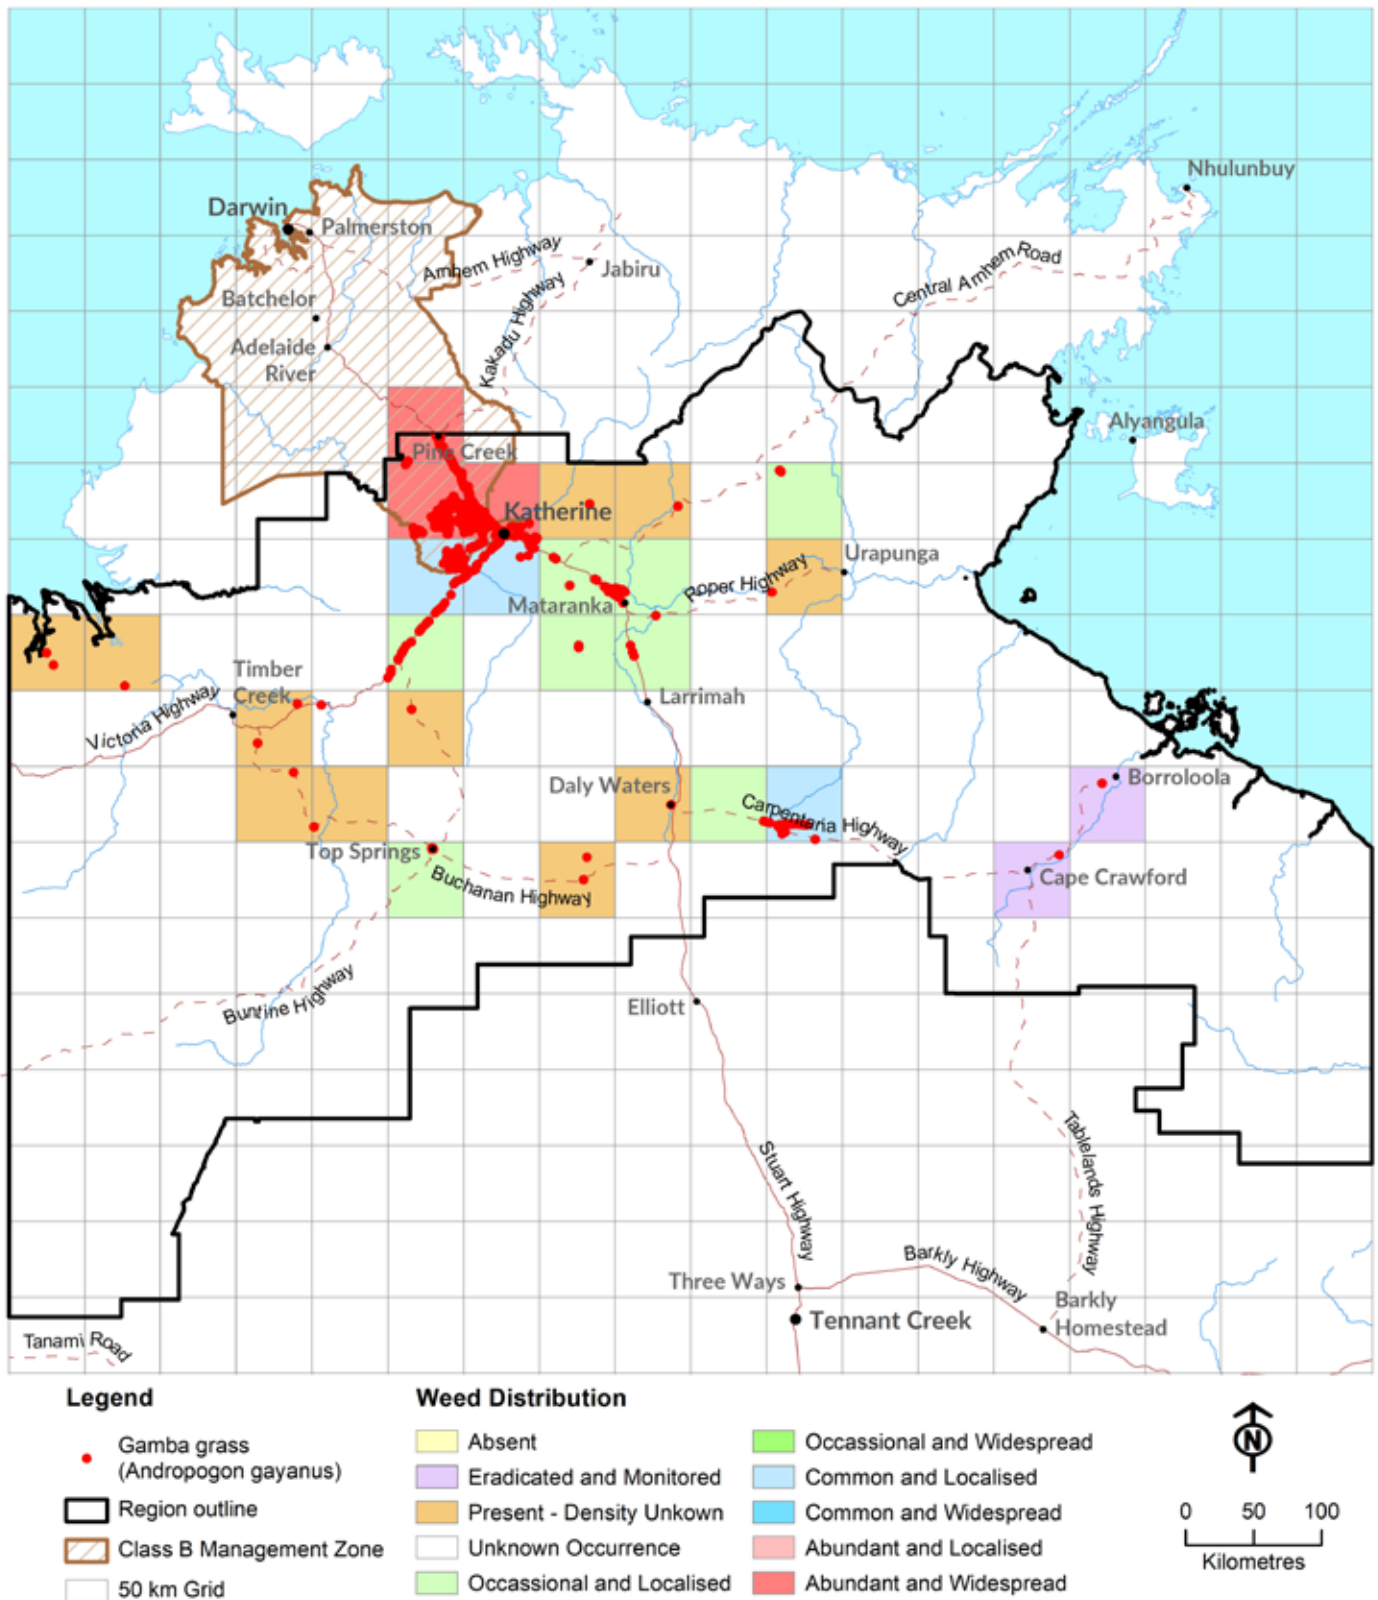 Nhulunbuy
Darwin
Palmerston
Arnhem Highway
Jabiru
Central Arnhem Road
Batchelor
Kakadu Highway
Adelaide
River
Alyangula
Pine Creek
Katherine
Urapunga
Roper Highway
Mataranka
Timber
Creek
Larrimah
Victoria Highway
Daly Waters
Borroloola
Carpentaria Highway
Top Springs
Buchanan Highway
Cape Crawford
Buntine Highway
Elliott
Stuart Highway
Tablelands Highway
Three Ways
Barkly Highway
Barkly
Homestead
Tennant Creek
Tanami Road
Legend
Gamba grass
(Andropogon gayanus)
Region outline
Class B Management Zone
50 km Grid
Weed Distribution
Absent
Eradicated and Monitored
Present - Density Unkown
Unknown Occurrence
Occassional and Localised
Occassional and Widespread
Common and Localised
Common and Widespread
Abundant and Localised
Abundant and Widespread
N
0 50 100
Kilometres